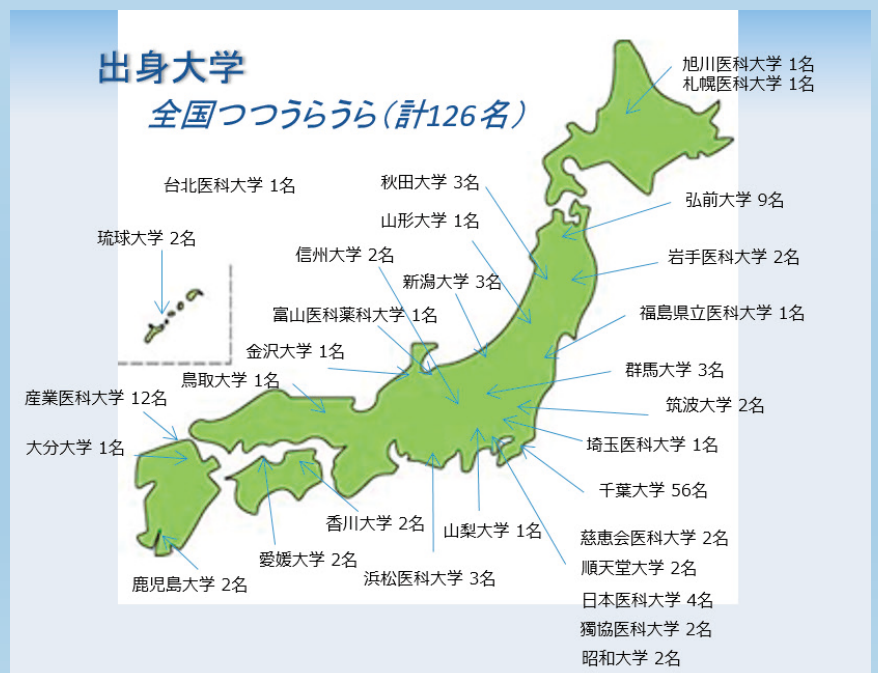 出身大学
全国つつうらうら（計126名）
旭川医科大学 1名
札幌医科大学 1名
台北医科大学 1名
秋田大学 3名
弘前大学 9名
山形大学 1名
琉球大学 2名
信州大学 2名
岩手医科大学 2名
新潟大学 3名
富山医科薬科大学 1名
福島県立医科大学 1名
金沢大学 1名
鳥取大学 1名
群馬大学 3名
産業医科大学 12名
筑波大学 2名
大分大学 1名
埼玉医科大学 1名
千葉大学 56名
香川大学 2名
山梨大学 1名
慈恵会医科大学 2名
愛媛大学 2名
順天堂大学 2名
浜松医科大学 3名
鹿児島大学 2名
日本医科大学 4名
獨協医科大学 2名
昭和大学 2名